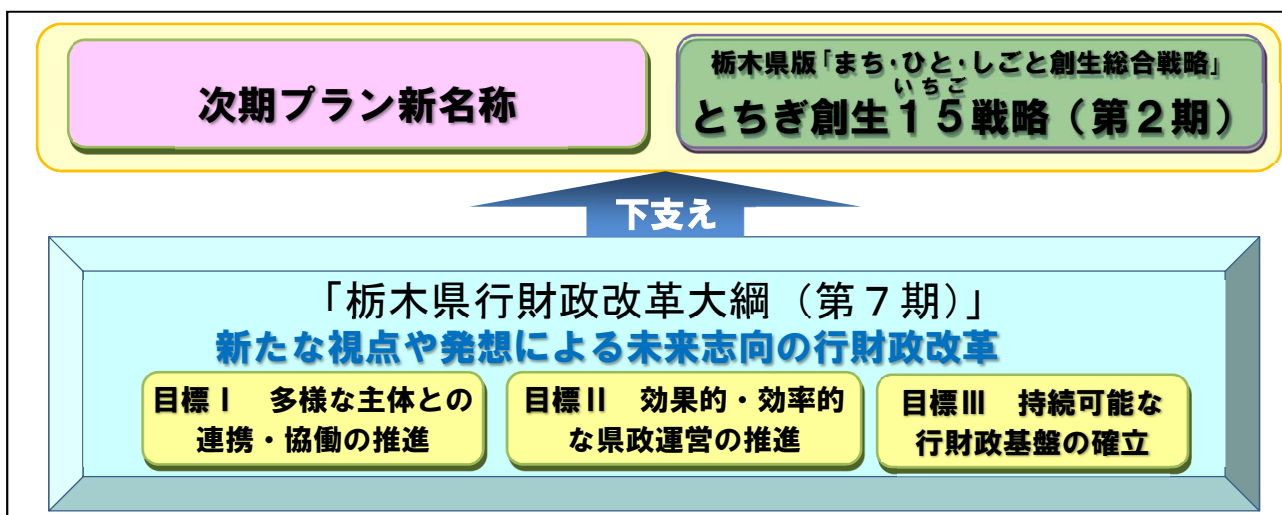 次期プラン新名称
栃木県版「まち・ひと・しごと創生総合戦略」
いちご
とちぎ創生１５戦略（第２期）
下支え
「栃木県行財政改革大綱（第７期）」
新たな視点や発想による未来志向の行財政改革
目標Ⅰ　多様な主体との
連携・協働の推進
目標Ⅱ　効果的・効率的
な県政運営の推進
目標Ⅲ　持続可能な
行財政基盤の確立